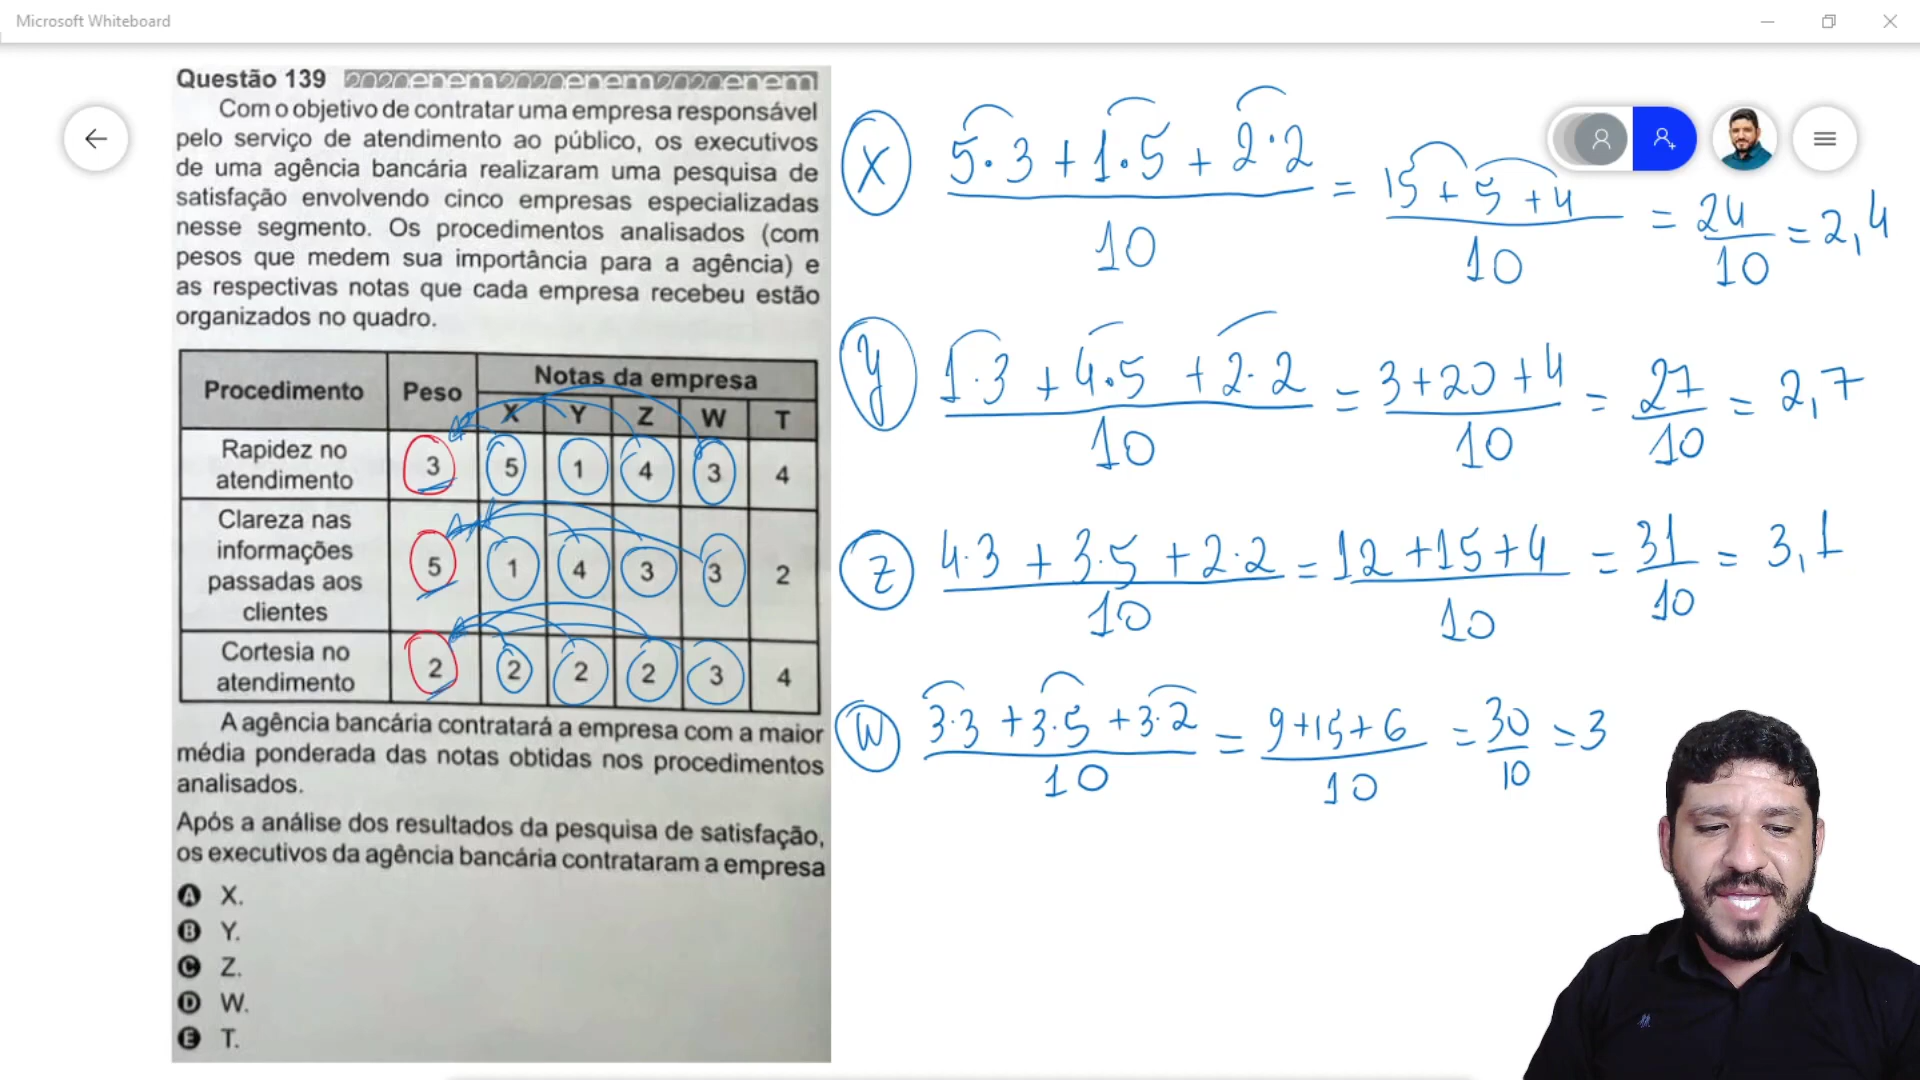 Microsoft Whiteboard
Questão 139 2020enem2020enem2020enem
Com o objetivo de contratar uma empresa responsável
pelo serviço de atendimento ao público, os executivos
de uma agência bancária realizaram uma pesquisa de
satisfação envolvendo cinco empresas especializadas
nesse segmento. Os procedimentos analisados (com
pesos que medem sua importância para a agência) e
as respectivas notas que cada empresa recebeu estão
organizados no quadro.
Procedimento Peso Notas da empresa
X Y Z W T
Rapidez no
atendimento
3 5 1 4 3 4
Clareza nas
informações
passadas aos
clientes
5 1 4 3 3 2
Cortesia no
atendimento
2 2 2 2 3 4
A agência bancária contratará a empresa com a maior
média ponderada das notas obtidas nos procedimentos
analisados.
Após a análise dos resultados da pesquisa de satisfação,
os executivos da agência bancária contrataram a empresa
A X.
B Y.
C Z.
D W.
E T.
X 5·3 + 1·5 + 2·2 / 10 = 15 + 5 + 4 / 10 = 24 / 10 = 2,4
y 1·3 + 4·5 + 2·2 / 10 = 3+20+4 / 10 = 27 / 10 = 2,7
z 4·3 + 3·5 + 2·2 / 10 = 12+15+4 / 10 = 31 / 10 = 3,1
W 3·3 + 3·5 + 3·2 / 10 = 9+15+6 / 10 = 30 / 10 = 3